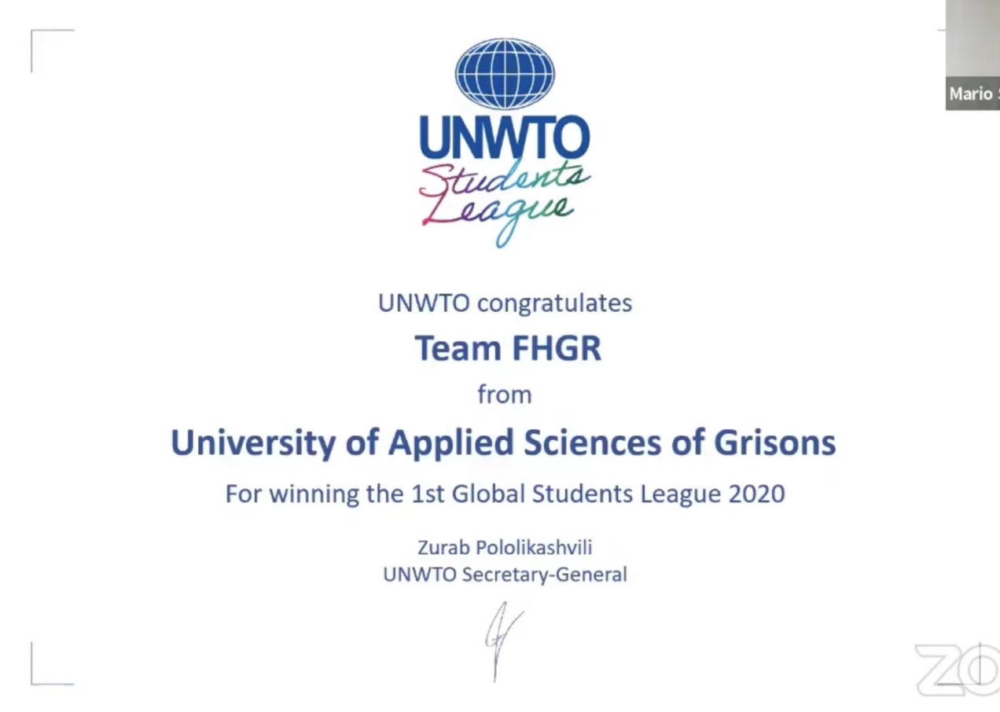 UNWTO
Students
League
Mario
UNWTO congratulates
Team FHGR
from
University of Applied Sciences of Grisons
For winning the 1st Global Students League 2020
Zurab Pololikashvili
UNWTO Secretary-General